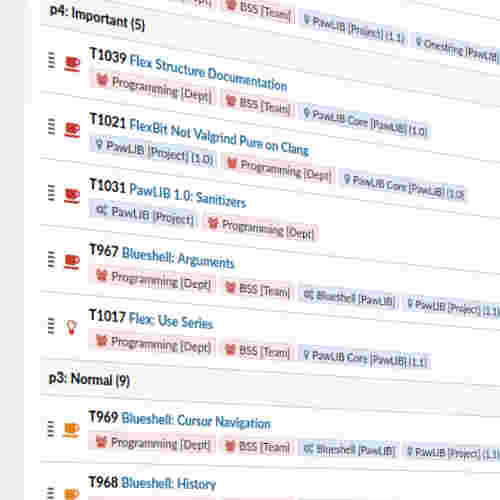 BSS [Team] PawLIB [Project] (1.1) Onestring [PawLIB]
p4: Important (5)
T1039 Flex Structure Documentation
Programming [Dept] BSS [Team] PawLIB Core [PawLIB] (1.0)
T1021 FlexBit Not Valgrind Pure on Clang
PawLIB [Project] (1.0) Programming [Dept] PawLIB Core [PawLIB] (1.0)
T1031 PawLIB 1.0: Sanitizers
PawLIB [Project] Programming [Dept]
T967 Blueshell: Arguments
Programming [Dept] BSS [Team] Blueshell [PawLIB] PawLIB [Project] (1.1)
T1017 Flex: Use Series
Programming [Dept] BSS [Team] PawLIB Core [PawLIB] (1.1)
p3: Normal (9)
T969 Blueshell: Cursor Navigation
Programming [Dept] BSS [Team] Blueshell [PawLIB] PawLIB [Project] (1.1)
T968 Blueshell: History